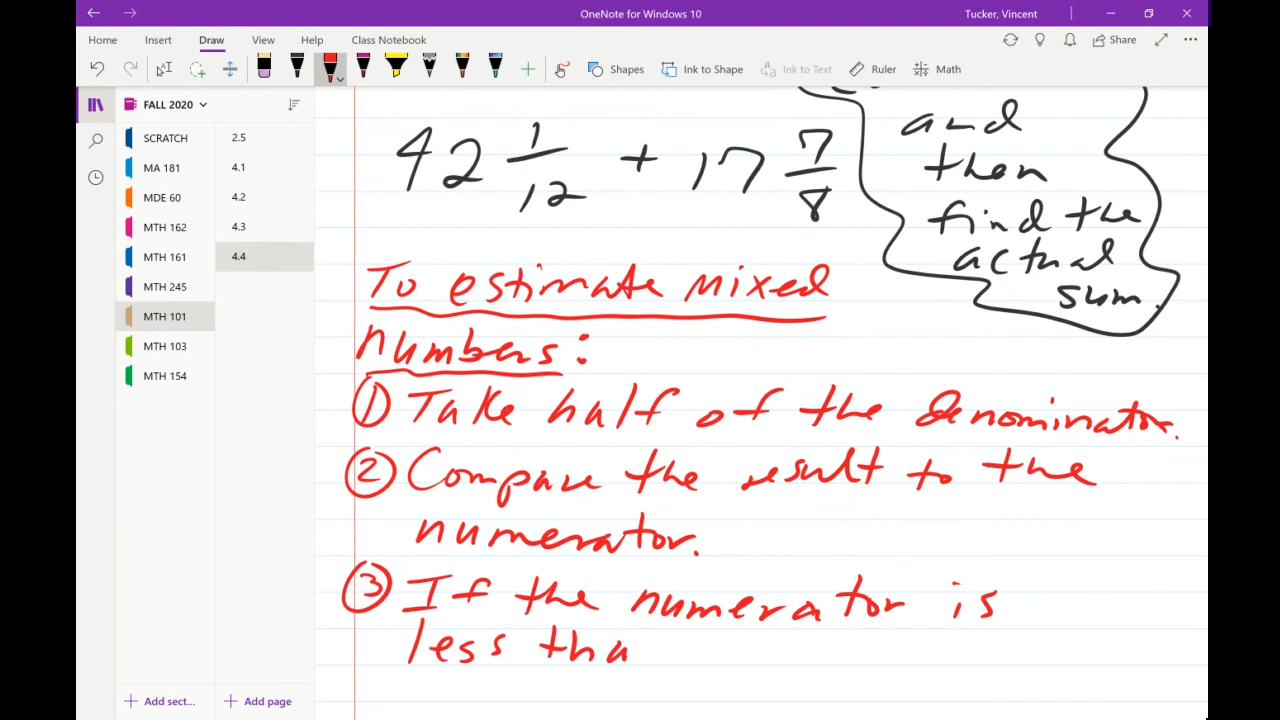 OneNote for Windows 10
Tucker, Vincent
Home Insert Draw View Help Class Notebook
Share
Shapes Ink to Shape Ink to Text Ruler Math
FALL 2020
SCRATCH
MA 181
MDE 60
MTH 162
MTH 161
MTH 245
MTH 101
MTH 103
MTH 154
2.5
4.1
4.2
4.3
4.4
Add sect...
Add page
42 1/12 + 17 7/8
and
then
find the
actual
sum.
To estimate mixed
numbers:
① Take half of the denominator.
② Compare the result to the
numerator.
③ If the numerator is
less tha